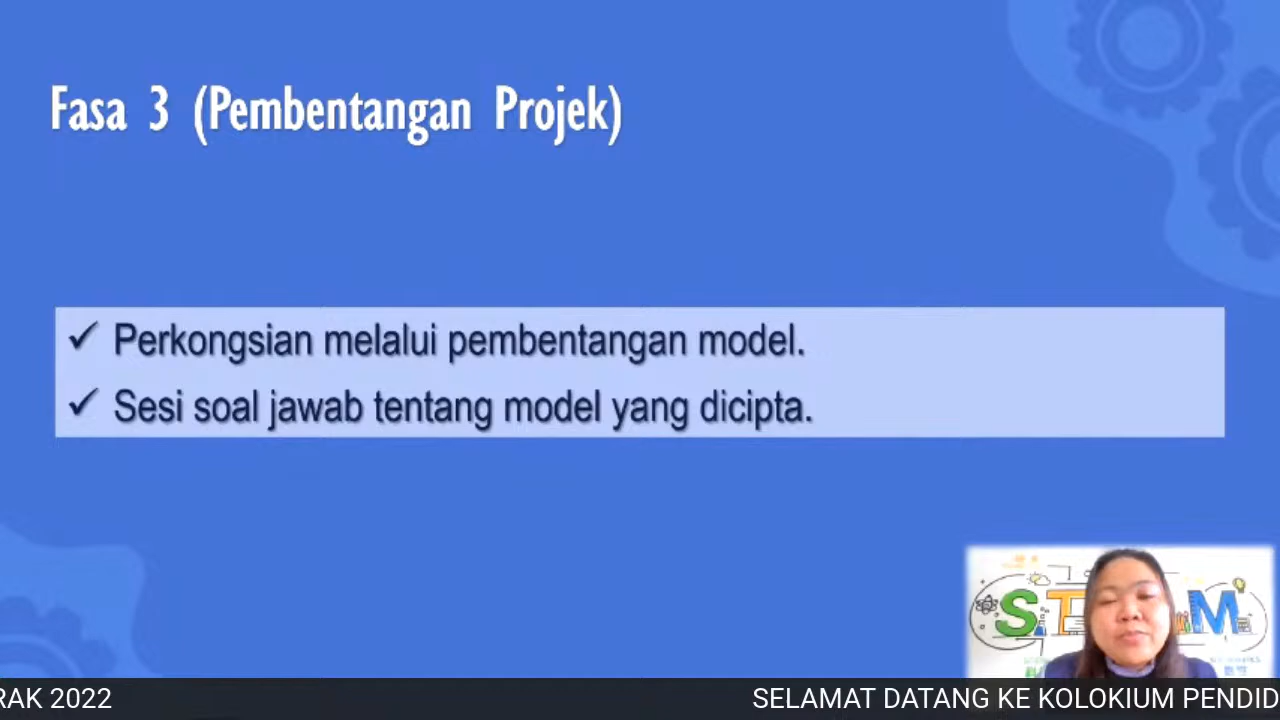 Fasa 3 (Pembentangan Projek)
✓ Perkongsian melalui pembentangan model.
✓ Sesi soal jawab tentang model yang dicipta.
RAK 2022
SELAMAT DATANG KE KOLOKIUM PENDID